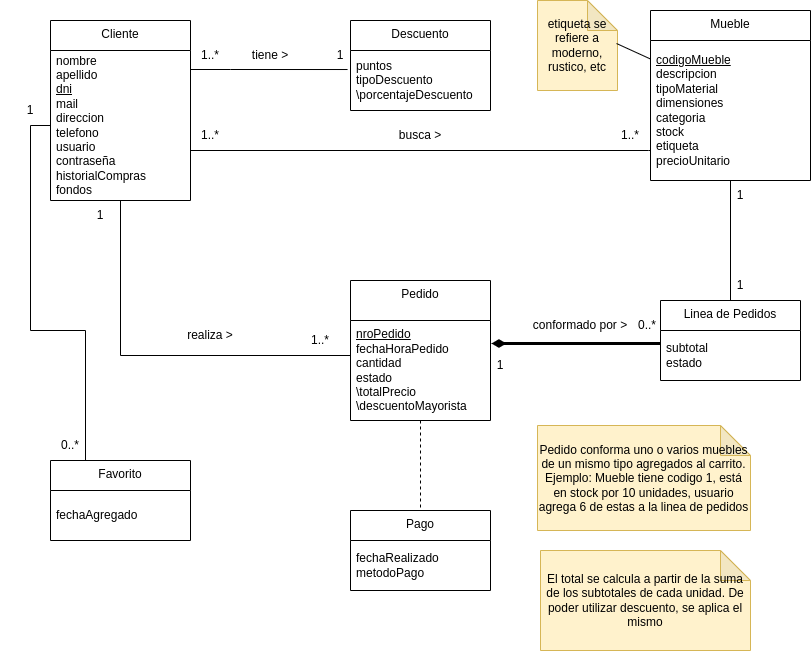 Cliente
nombre
apellido
dni
mail
direccion
telefono
usuario
contraseña
historialCompras
fondos
1..*
tiene >
1
Descuento
puntos
tipoDescuento
\porcentajeDescuento
etiqueta se
refiere a
moderno,
rustico, etc
Mueble
codigoMueble
descripcion
tipoMaterial
dimensiones
categoria
stock
etiqueta
precioUnitario
1..*
busca >
1..*
1
1
1
1
realiza >
1..*
Pedido
nroPedido
fechaHoraPedido
cantidad
estado
\totalPrecio
\descuentoMayorista
conformado por >
0..*
1
Linea de Pedidos
subtotal
estado
0..*
Favorito
fechaAgregado
Pago
fechaRealizado
metodoPago
Pedido conforma uno o varios muebles
de un mismo tipo agregados al carrito.
Ejemplo: Mueble tiene codigo 1, está
en stock por 10 unidades, usuario
agrega 6 de estas a la linea de pedidos
El total se calcula a partir de la suma
de los subtotales de cada unidad. De
poder utilizar descuento, se aplica el
mismo